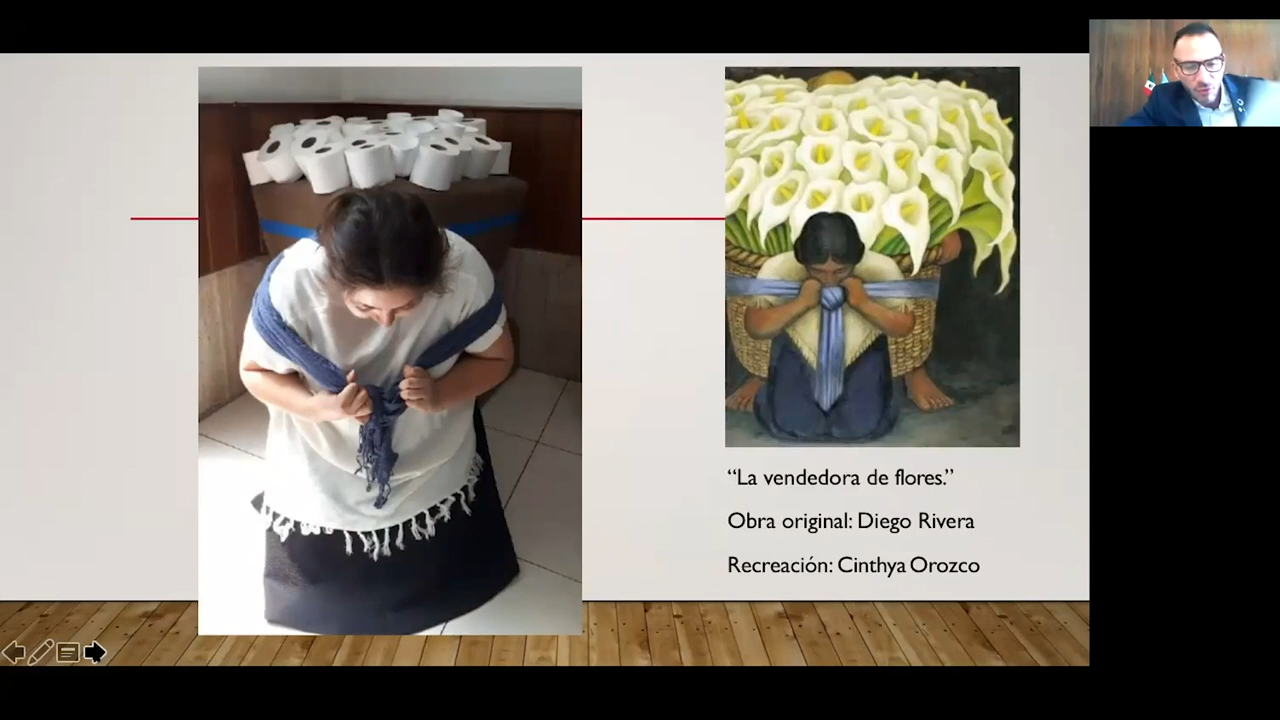 “La vendedora de flores.”
Obra original: Diego Rivera
Recreación: Cinthya Orozco